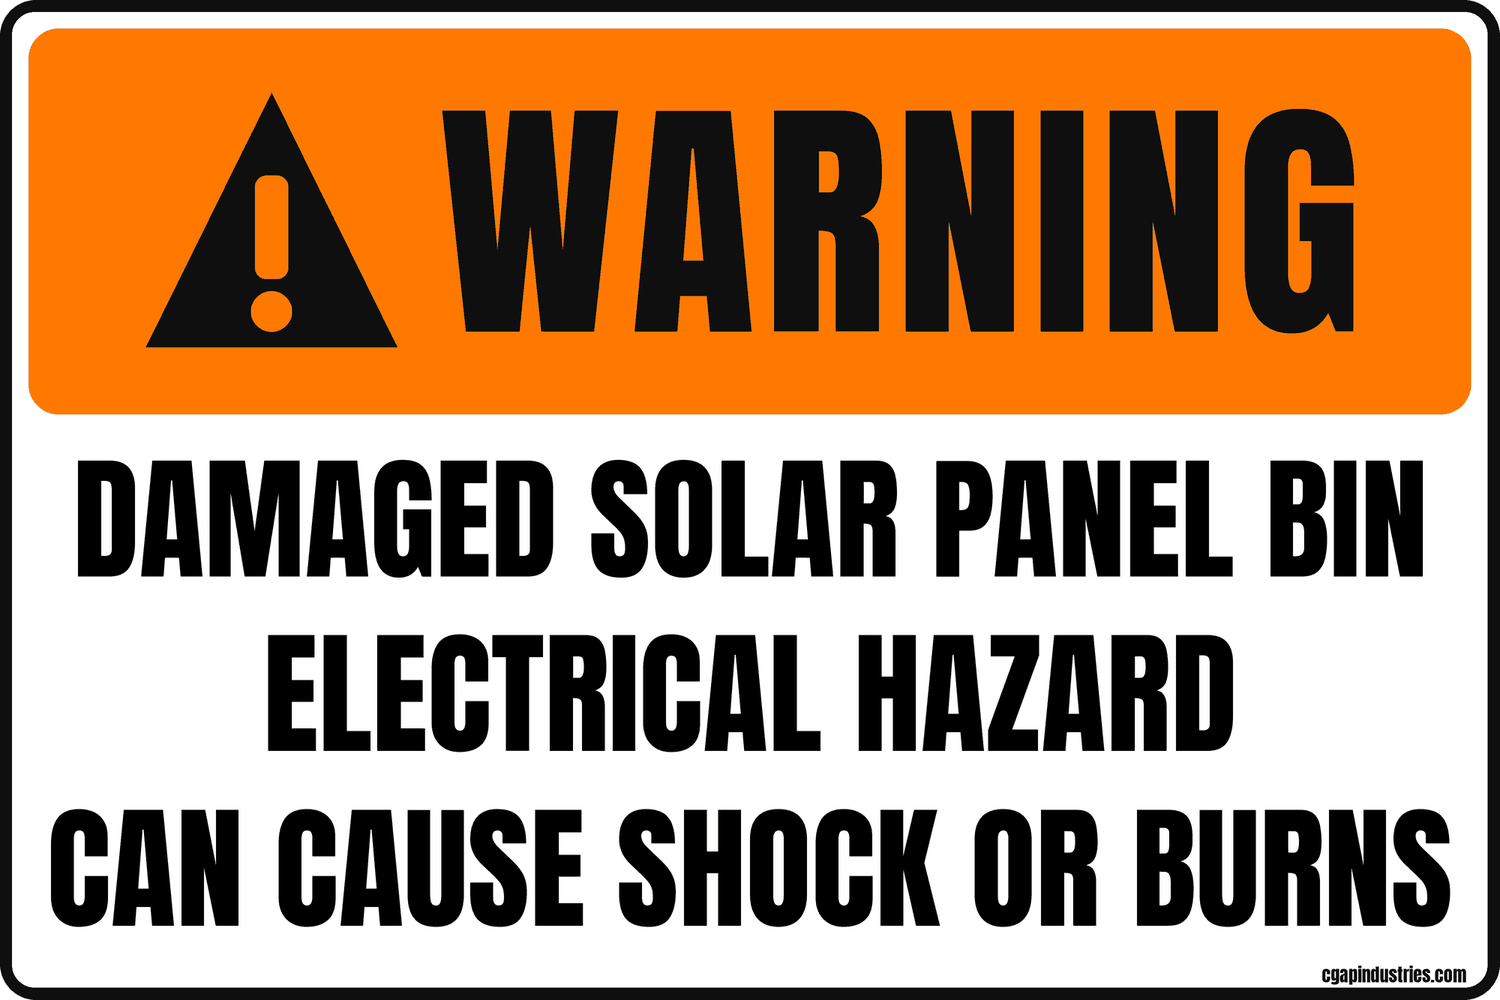 WARNING
DAMAGED SOLAR PANEL BIN
ELECTRICAL HAZARD
CAN CAUSE SHOCK OR BURNS
cgapindustries.com